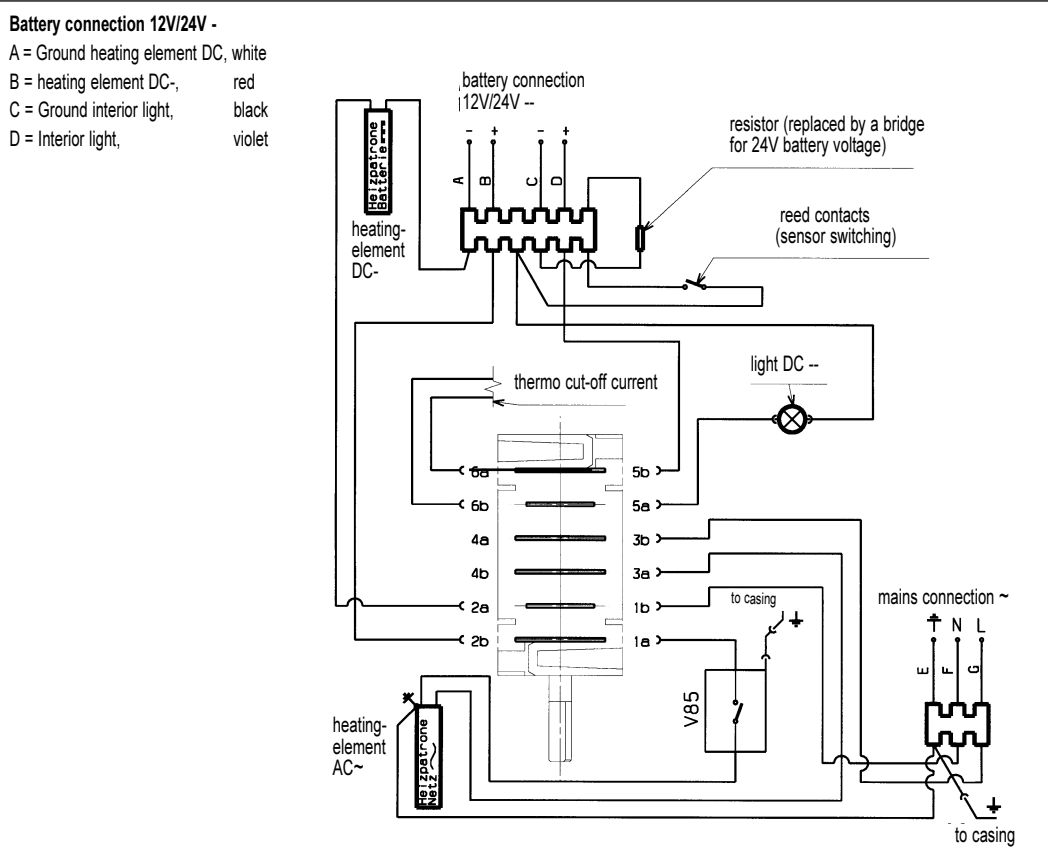 Battery connection 12V/24V -
A = Ground heating element DC, white
B = heating element DC-, red
C = Ground interior light, black
D = Interior light, violet
battery connection
12V/24V --
- + - +
A B C D
Heizpatrone
Batterie
heating-
element
DC-
resistor (replaced by a bridge
for 24V battery voltage)
reed contacts
(sensor switching)
light DC --
thermo cut-off current
6a 5b
6b 5a
4a 3b
4b 3a
2a 1b
2b 1a
to casing
mains connection ~
N L
E F G
V85
heating-
element
AC~
Heizpatrone
Netz
to casing